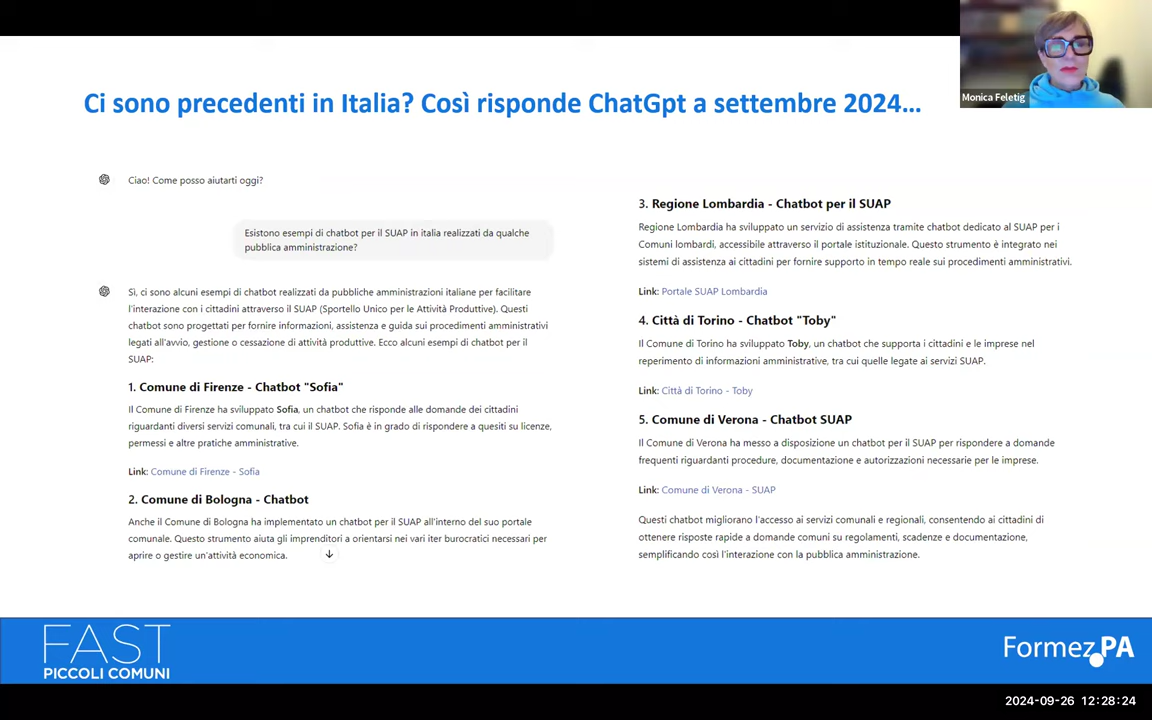 Monica Feletig
Ci sono precedenti in Italia? Così risponde ChatGpt a settembre 2024...
Ciao! Come posso aiutarti oggi?
Esistono esempi di chatbot per il SUAP in italia realizzati da qualche
pubblica amministrazione?
Sì, ci sono alcuni esempi di chatbot realizzati da pubbliche amministrazioni italiane per facilitare
l'interazione con i cittadini attraverso il SUAP (Sportello Unico per le Attività Produttive). Questi
chatbot sono progettati per fornire informazioni, assistenza e guida sui procedimenti amministrativi
legati all'avvio, gestione o cessazione di attività produttive. Ecco alcuni esempi di chatbot per il
SUAP:
1. Comune di Firenze - Chatbot "Sofia"
Il Comune di Firenze ha sviluppato Sofia, un chatbot che risponde alle domande dei cittadini
riguardanti diversi servizi comunali, tra cui il SUAP. Sofia è in grado di rispondere a quesiti su licenze,
permessi e altre pratiche amministrative.
Link: Comune di Firenze - Sofia
2. Comune di Bologna - Chatbot
Anche il Comune di Bologna ha implementato un chatbot per il SUAP all'interno del suo portale
comunale. Questo strumento aiuta gli imprenditori a orientarsi nei vari iter burocratici necessari per
aprire o gestire un'attività economica.
3. Regione Lombardia - Chatbot per il SUAP
Regione Lombardia ha sviluppato un servizio di assistenza tramite chatbot dedicato al SUAP per i
Comuni lombardi, accessibile attraverso il portale istituzionale. Questo strumento è integrato nei
sistemi di assistenza ai cittadini per fornire supporto in tempo reale sui procedimenti amministrativi.
Link: Portale SUAP Lombardia
4. Città di Torino - Chatbot "Toby"
Il Comune di Torino ha sviluppato Toby, un chatbot che supporta i cittadini e le imprese nel
reperimento di informazioni amministrative, tra cui quelle legate ai servizi SUAP.
Link: Città di Torino - Toby
5. Comune di Verona - Chatbot SUAP
Il Comune di Verona ha messo a disposizione un chatbot per il SUAP per rispondere a domande
frequenti riguardanti procedure, documentazione e autorizzazioni necessarie per le imprese.
Link: Comune di Verona - SUAP
Questi chatbot migliorano l'accesso ai servizi comunali e regionali, consentendo ai cittadini di
ottenere risposte rapide a domande comuni su regolamenti, scadenze e documentazione,
semplificando così l'interazione con la pubblica amministrazione.
FAST
PICCOLI COMUNI
Formez PA
2024-09-26 12:28:24